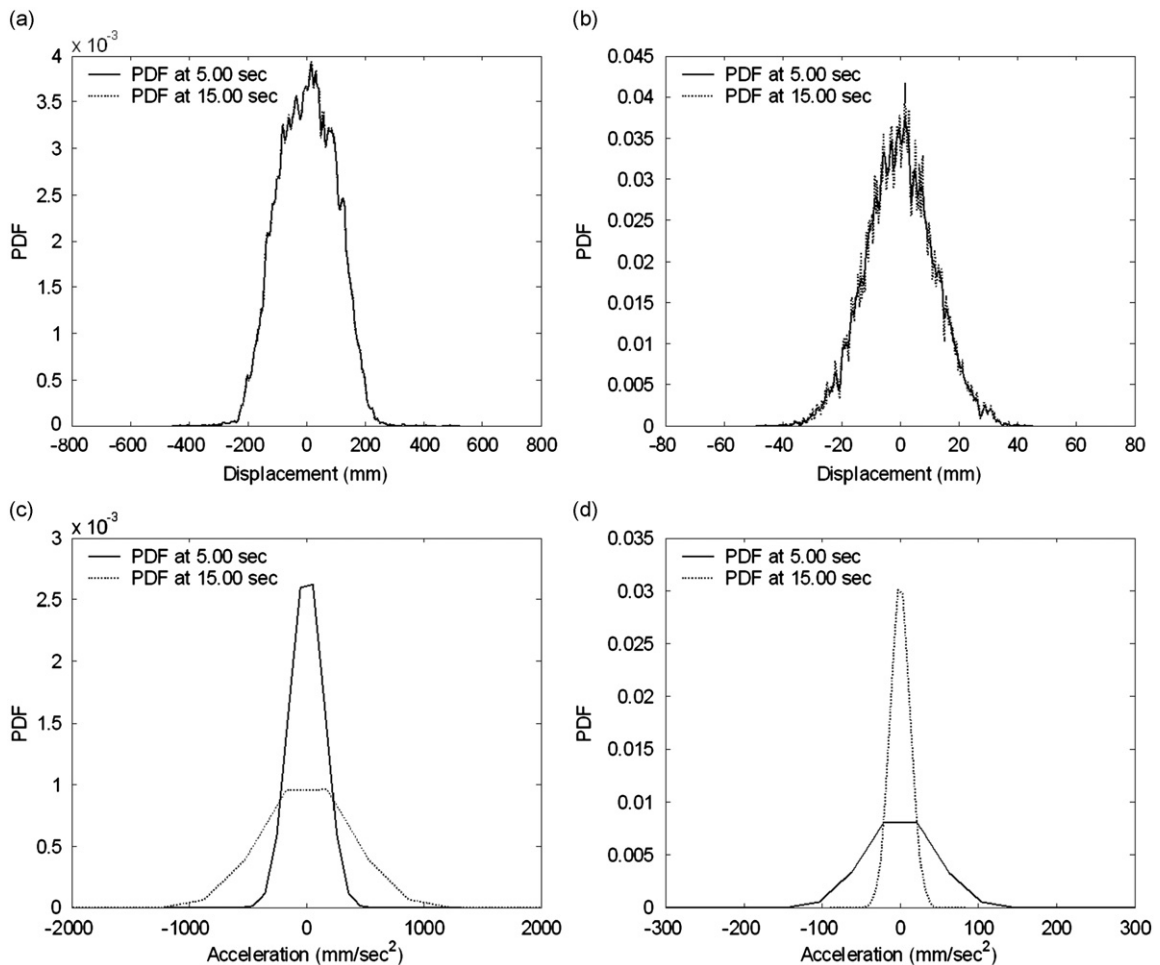 (a)
× 10⁻³
4
3.5
3
2.5
2
1.5
1
0.5
0
PDF
PDF at 5.00 sec
PDF at 15.00 sec
-800 -600 -400 -200 0 200 400 600 800
Displacement (mm)
(b)
0.045
0.04
0.035
0.03
0.025
0.02
0.015
0.01
0.005
0
PDF
PDF at 5.00 sec
PDF at 15.00 sec
-80 -60 -40 -20 0 20 40 60 80
Displacement (mm)
(c)
× 10⁻³
3
2.5
2
1.5
1
0.5
0
PDF
PDF at 5.00 sec
PDF at 15.00 sec
-2000 -1000 0 1000 2000
Acceleration (mm/sec²)
(d)
0.035
0.03
0.025
0.02
0.015
0.01
0.005
0
PDF
PDF at 5.00 sec
PDF at 15.00 sec
-300 -200 -100 0 100 200 300
Acceleration (mm/sec²)